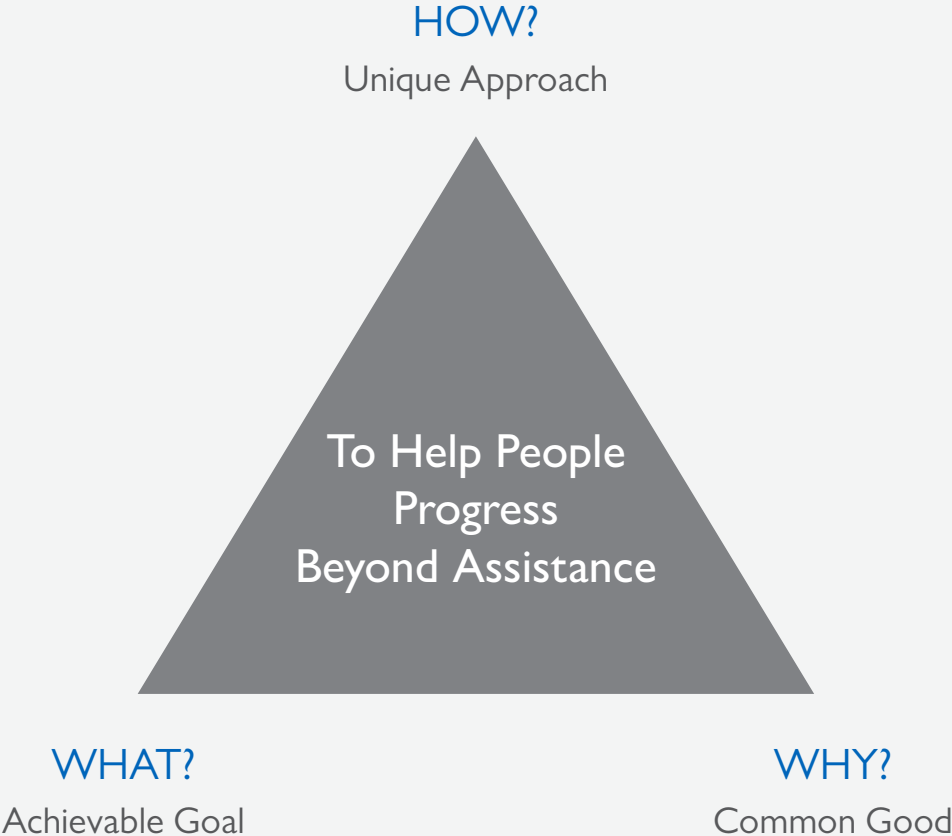 HOW?
Unique Approach
To Help People
Progress
Beyond Assistance
WHAT?
Achievable Goal
WHY?
Common Good